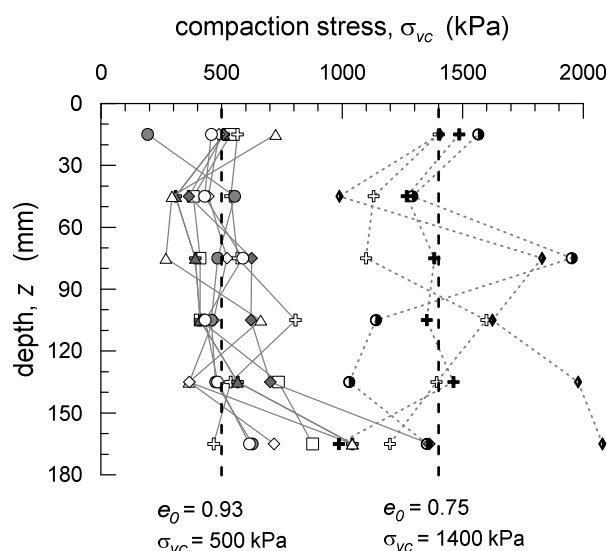 compaction stress, σvc (kPa)
0 500 1000 1500 2000
0
30
60
90
120
150
180
depth, z (mm)
e0 = 0.93
σvc = 500 kPa
e0 = 0.75
σvc = 1400 kPa